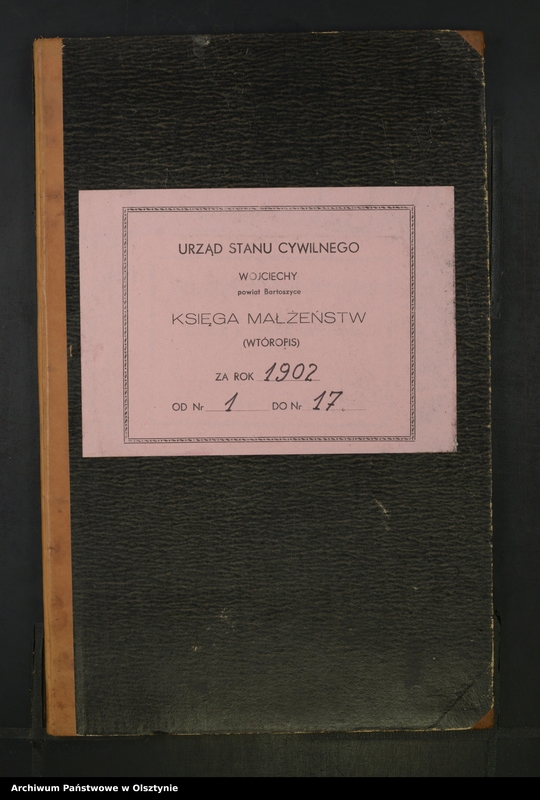 URZĄD STANU CYWILNEGO
WOJCIECHY
powiat Bartoszyce
KSIĘGA MAŁŻEŃSTW
(WTÓROPIS)
ZA ROK 1902
OD Nr 1 DO Nr 17.
Archiwum Państwowe w Olsztynie